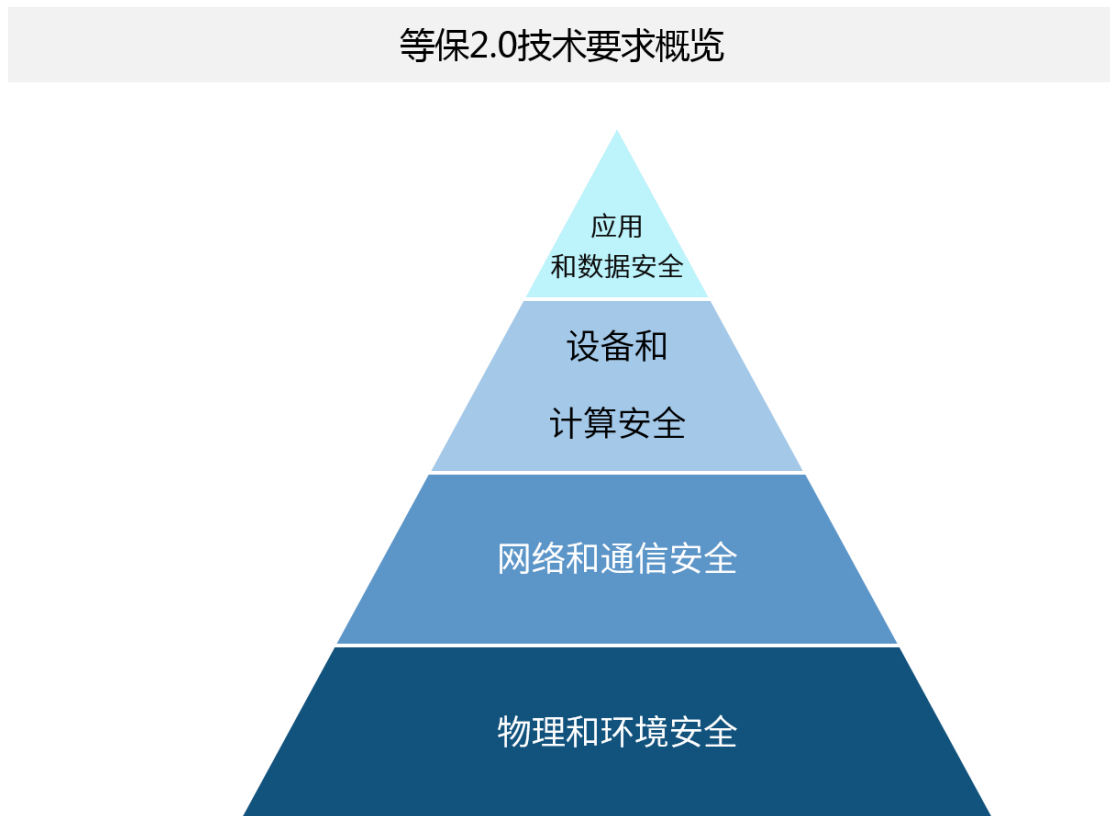 等保2.0技术要求概览
应用
和数据安全
设备和
计算安全
网络和通信安全
物理和环境安全